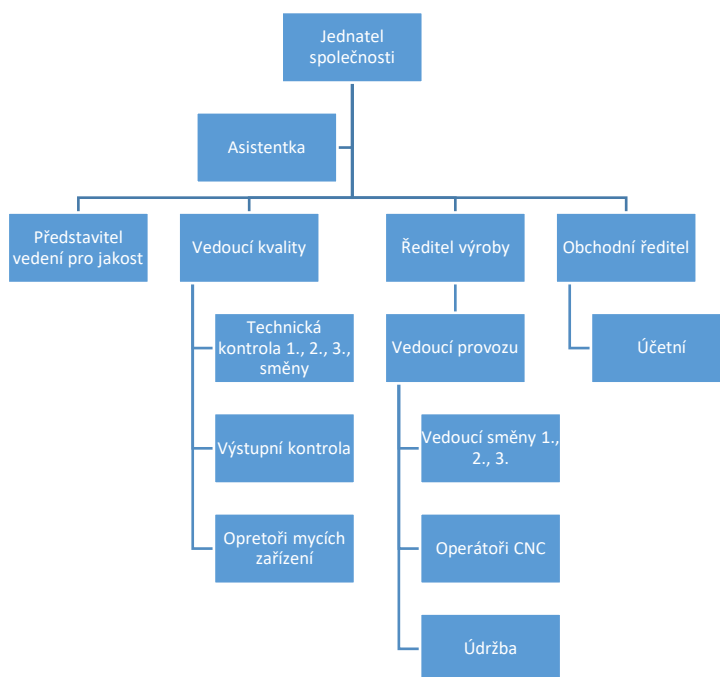 Jednatel
společnosti
Asistentka
Představitel
vedení pro jakost
Vedoucí kvality
Ředitel výroby
Obchodní ředitel
Technická
kontrola 1., 2., 3.,
směny
Vedoucí provozu
Účetní
Výstupní kontrola
Vedoucí směny 1.,
2., 3.
Opretoři mycích
zařízení
Operátoři CNC
Údržba